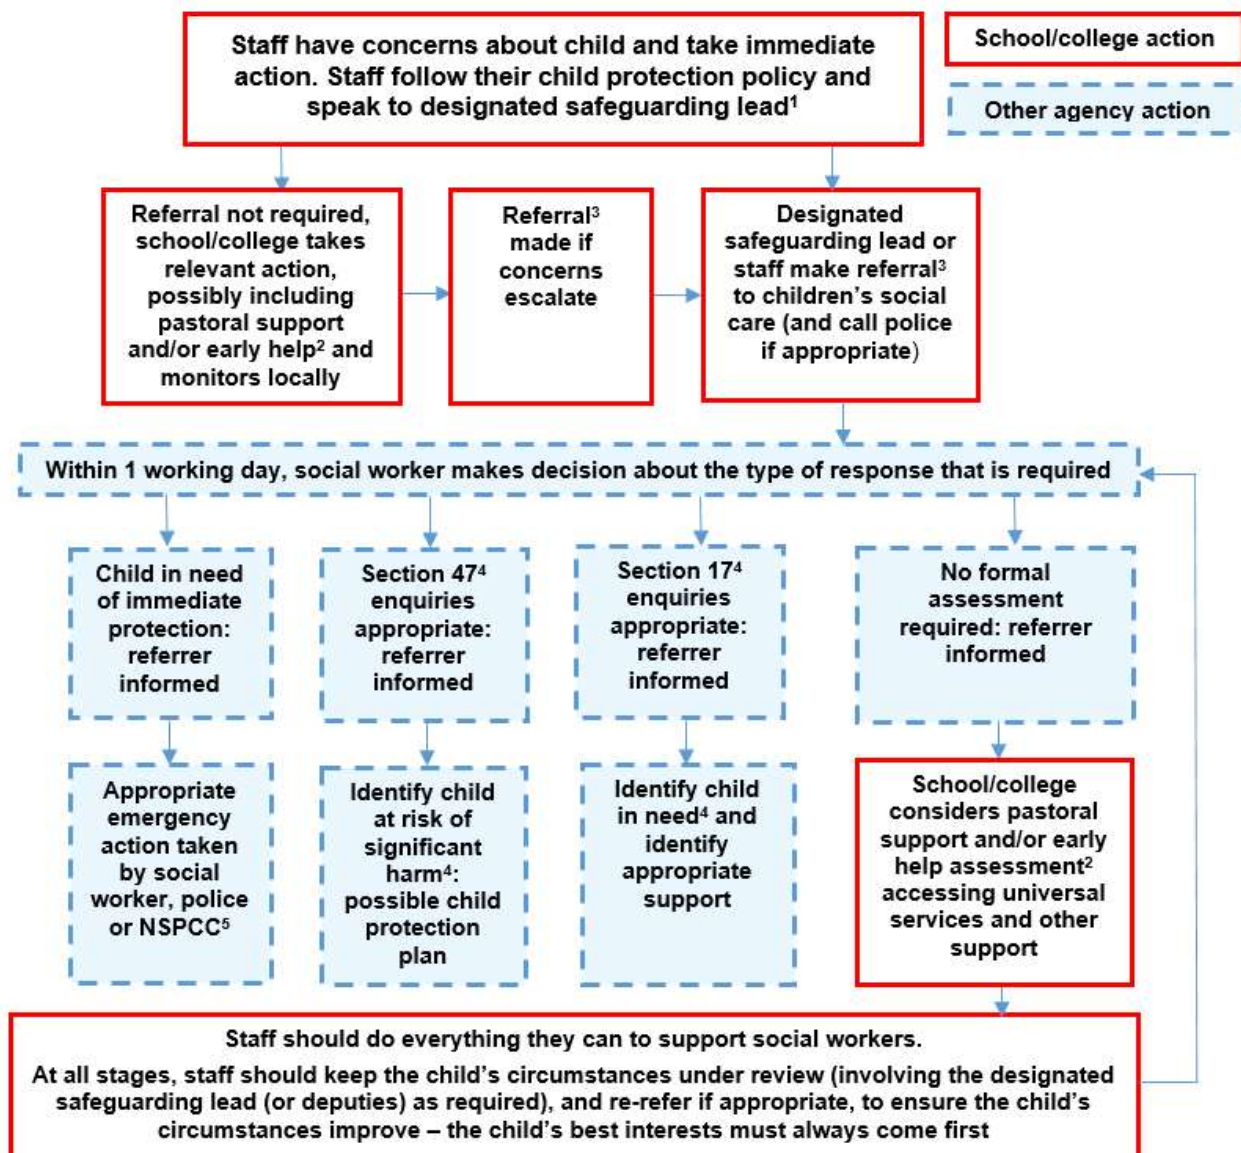 Staff have concerns about child and take immediate
action. Staff follow their child protection policy and
speak to designated safeguarding lead¹
School/college action
Other agency action
Referral not required,
school/college takes
relevant action,
possibly including
pastoral support
and/or early help² and
monitors locally
Referral³
made if
concerns
escalate
Designated
safeguarding lead or
staff make referral³
to children’s social
care (and call police
if appropriate)
Within 1 working day, social worker makes decision about the type of response that is required
Child in need
of immediate
protection:
referrer
informed
Section 47⁴
enquiries
appropriate:
referrer
informed
Section 17⁴
enquiries
appropriate:
referrer
informed
No formal
assessment
required: referrer
informed
Appropriate
emergency
action taken
by social
worker, police
or NSPCC⁵
Identify child
at risk of
significant
harm⁴:
possible child
protection
plan
Identify child
in need⁴ and
identify
appropriate
support
School/college
considers pastoral
support and/or early
help assessment²
accessing universal
services and other
support
Staff should do everything they can to support social workers.
At all stages, staff should keep the child’s circumstances under review (involving the designated
safeguarding lead (or deputies) as required), and re-refer if appropriate, to ensure the child’s
circumstances improve – the child’s best interests must always come first